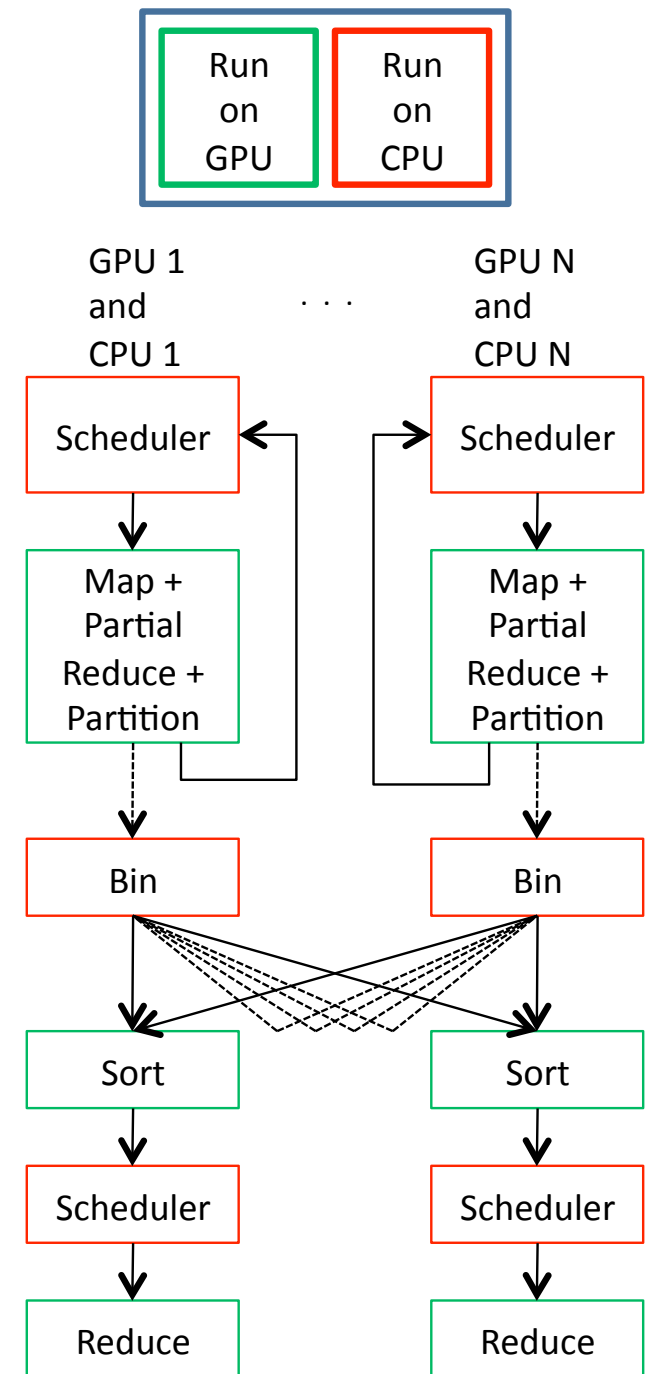 Run
on
GPU
Run
on
CPU
GPU 1
and
CPU 1
. . .
GPU N
and
CPU N
Scheduler
Scheduler
Map +
Partial
Reduce +
Partition
Map +
Partial
Reduce +
Partition
Bin
Bin
Sort
Sort
Scheduler
Scheduler
Reduce
Reduce